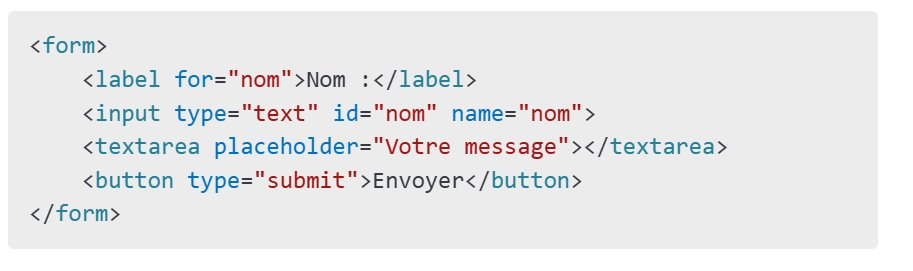 <form>
    <label for="nom">Nom :</label>
    <input type="text" id="nom" name="nom">
    <textarea placeholder="Votre message"></textarea>
    <button type="submit">Envoyer</button>
</form>